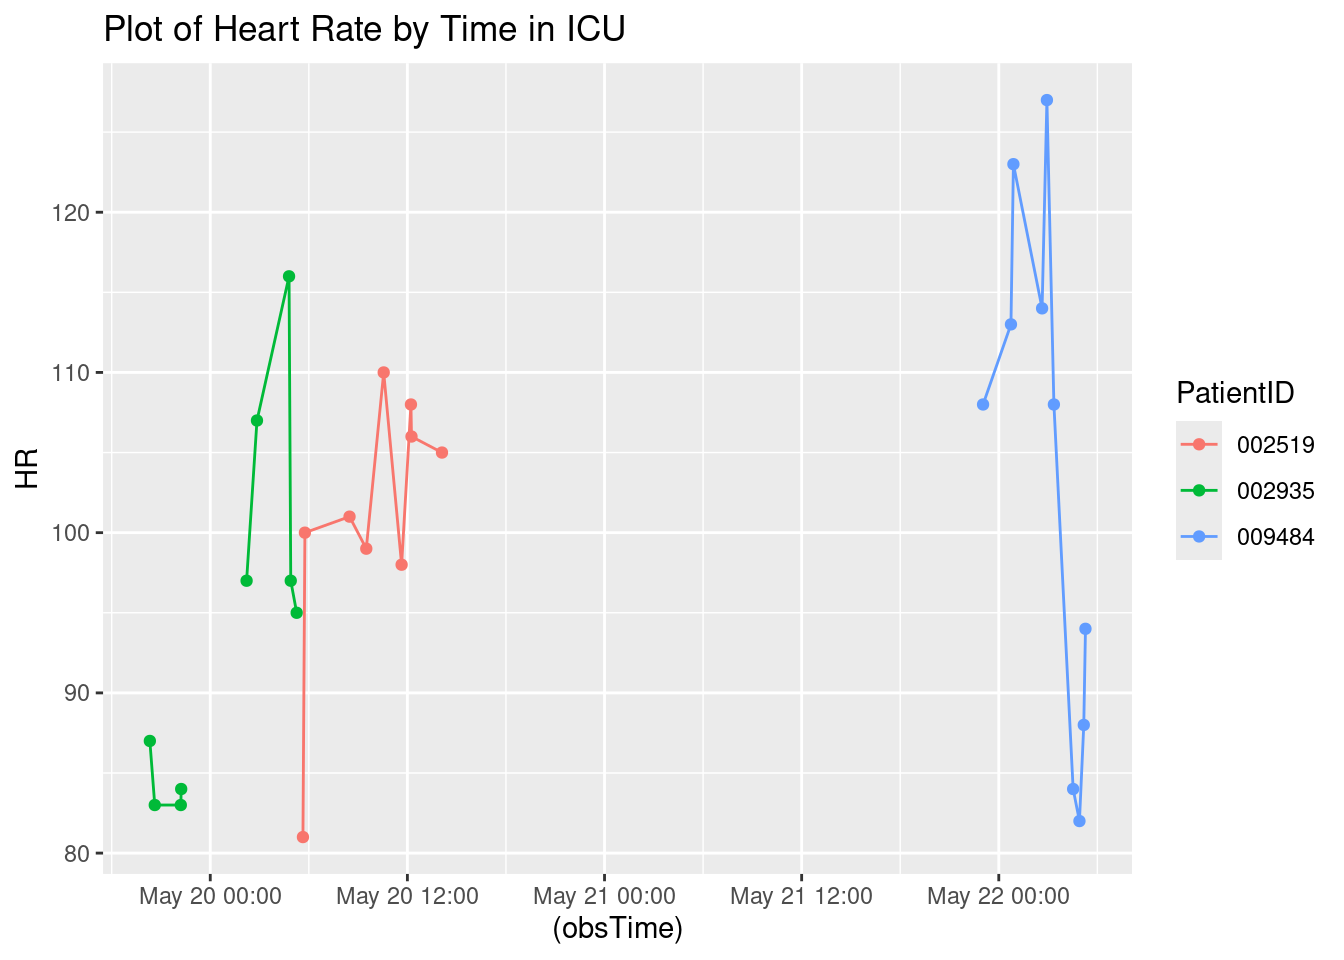 Plot of Heart Rate by Time in ICU
HR
120
110
100
90
80
May 20 00:00
May 20 12:00
May 21 00:00
May 21 12:00
May 22 00:00
(obsTime)
PatientID
002519
002935
009484